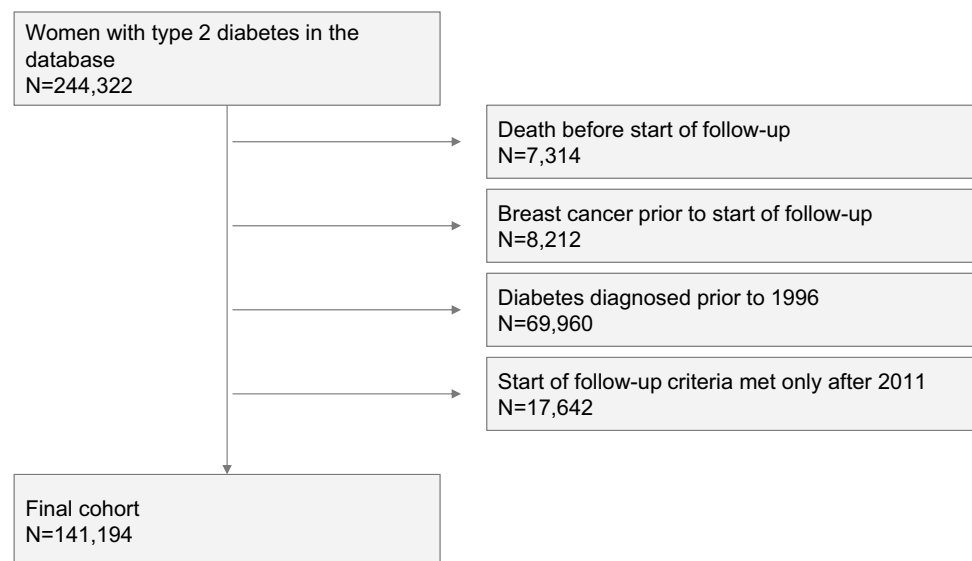 Women with type 2 diabetes in the
database
N=244,322
Death before start of follow-up
N=7,314
Breast cancer prior to start of follow-up
N=8,212
Diabetes diagnosed prior to 1996
N=69,960
Start of follow-up criteria met only after 2011
N=17,642
Final cohort
N=141,194